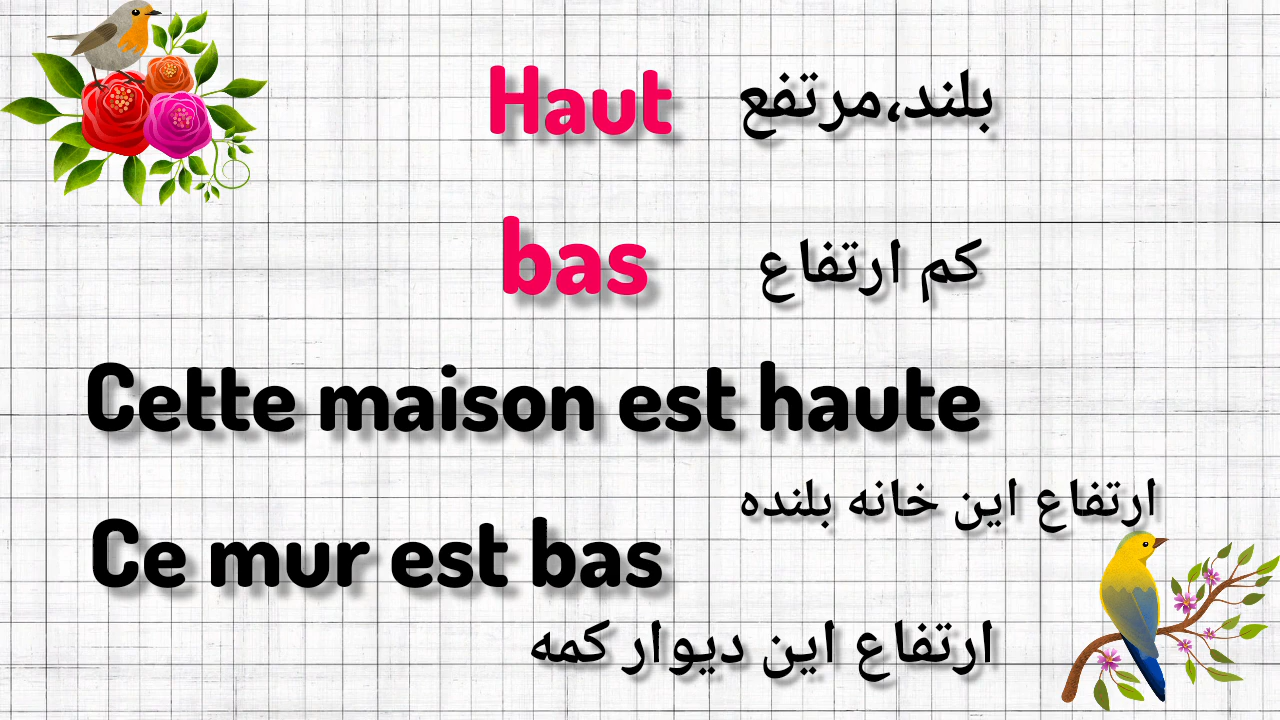 Haut بلند،مرتفع
bas کم ارتفاع
Cette maison est haute
ارتفاع این خانه بلنده
Ce mur est bas
ارتفاع این دیوار کمه